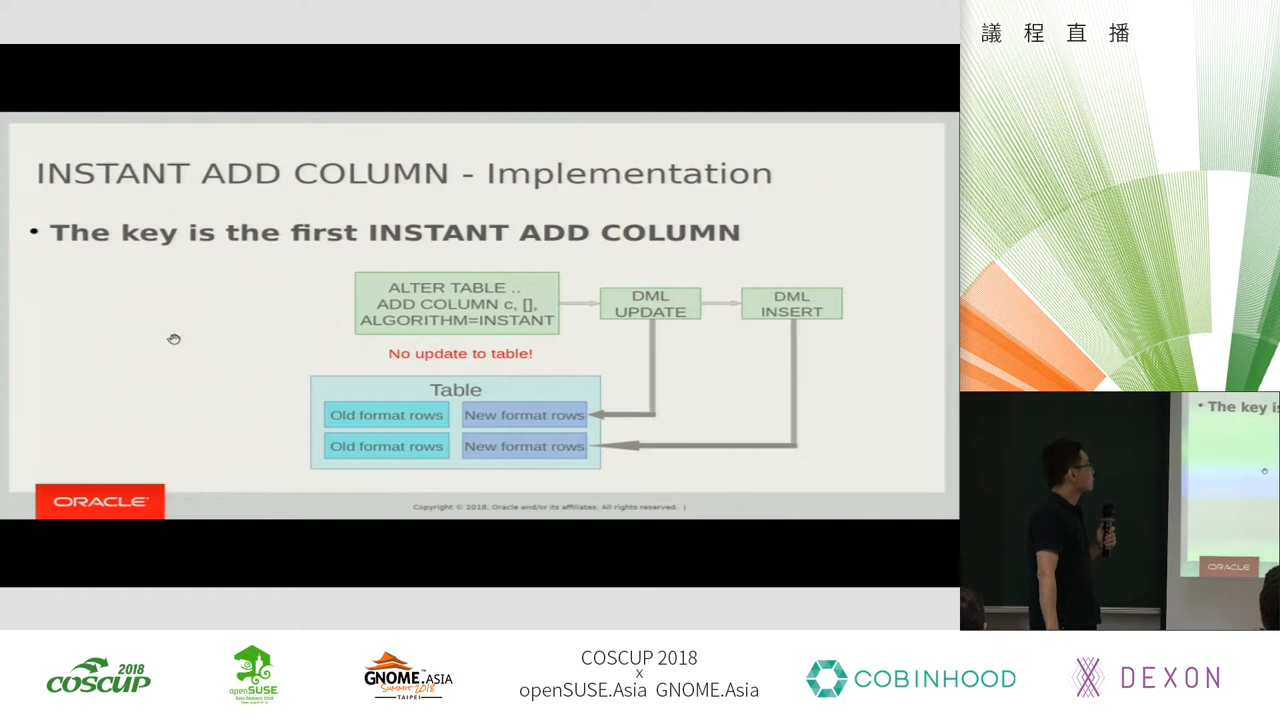 議程直播
INSTANT ADD COLUMN - Implementation
• The key is the first INSTANT ADD COLUMN
ALTER TABLE ..
ADD COLUMN c, [],
ALGORITHM=INSTANT
DML
UPDATE
DML
INSERT
No update to table!
Table
Old format rows
New format rows
Old format rows
New format rows
ORACLE
Copyright © 2018, Oracle and/or its affiliates. All rights reserved. |
• The key is
ORACLE
2018
COSCUP
openSUSE
GNOME.ASIA
SUMMIT 2018
TAIPEI
COSCUP 2018
x
openSUSE.Asia GNOME.Asia
COBINHOOD
DEXON